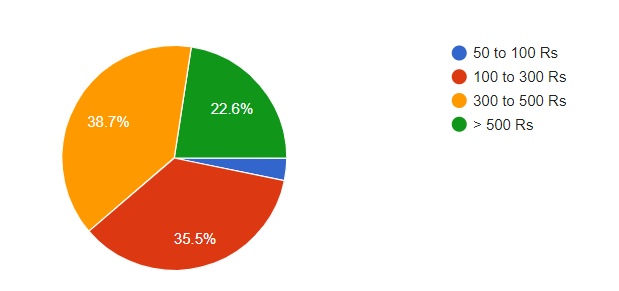 50 to 100 Rs
100 to 300 Rs
300 to 500 Rs
> 500 Rs
38.7%
22.6%
35.5%